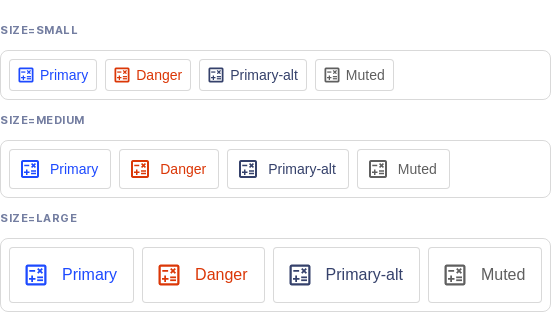 SIZE=SMALL
Primary Danger Primary-alt Muted
SIZE=MEDIUM
Primary Danger Primary-alt Muted
SIZE=LARGE
Primary Danger Primary-alt Muted